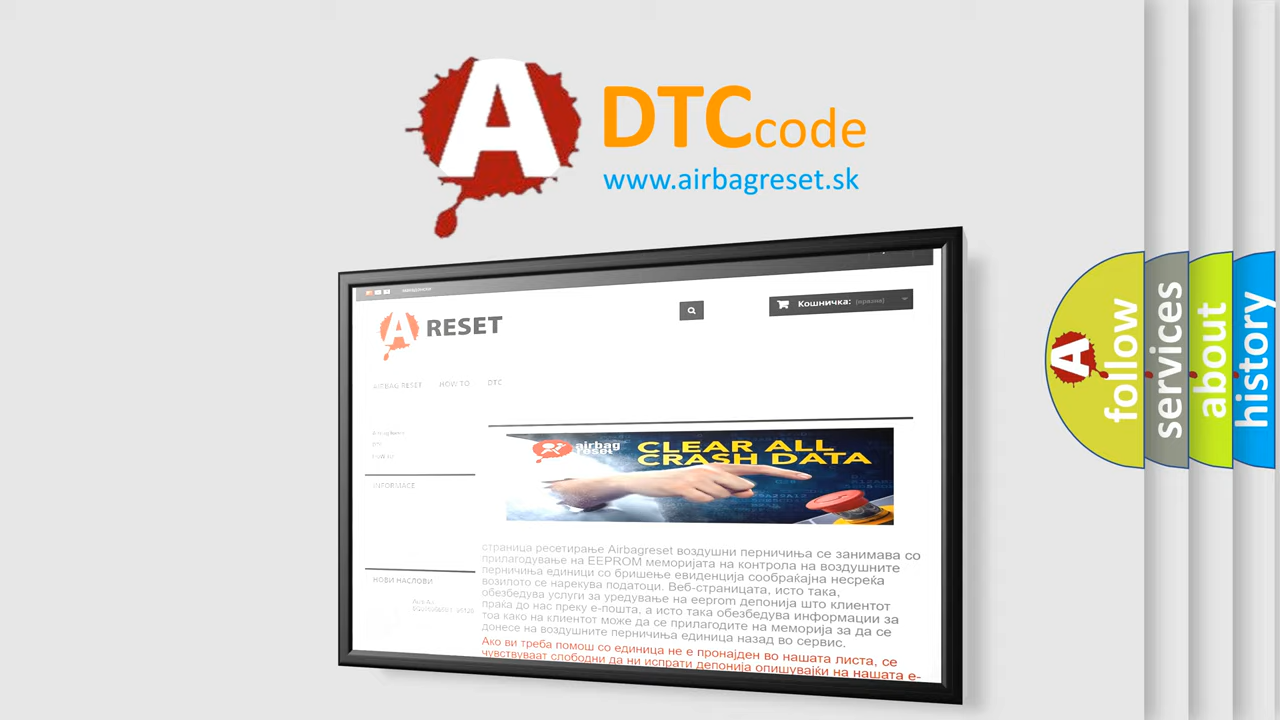 A DTCcode
www.airbagreset.sk
A RESET
Кошничка: (празна)
AIRBAG RESET HOW TO DTC
INFORMACE
airbag
reset
CLEAR ALL
CRASH DATA
страница ресетирање Airbagreset воздушни перничиња се занимава со
прилагодување на EEPROM меморијата на контрола на воздушните
перничиња единици со бришење евиденција сообраќајна несреќа
возилото се нарекува податоци. Веб-страницата, исто така,
обезбедува услуги за уредување на eeprom депонија што клиентот
праќа до нас преку е-пошта, а исто така обезбедува информации за
тоа како на клиентот може да се прилагодите на меморија за да се
донесе на воздушните перничиња единица назад во сервис.
Ако ви треба помош со единица не е пронајден во нашата листа, се
чувствуваат слободни да ни испрати депонија опишувајќи на нашата е-
НОВИ НАСЛОВИ
A follow
services
about
history